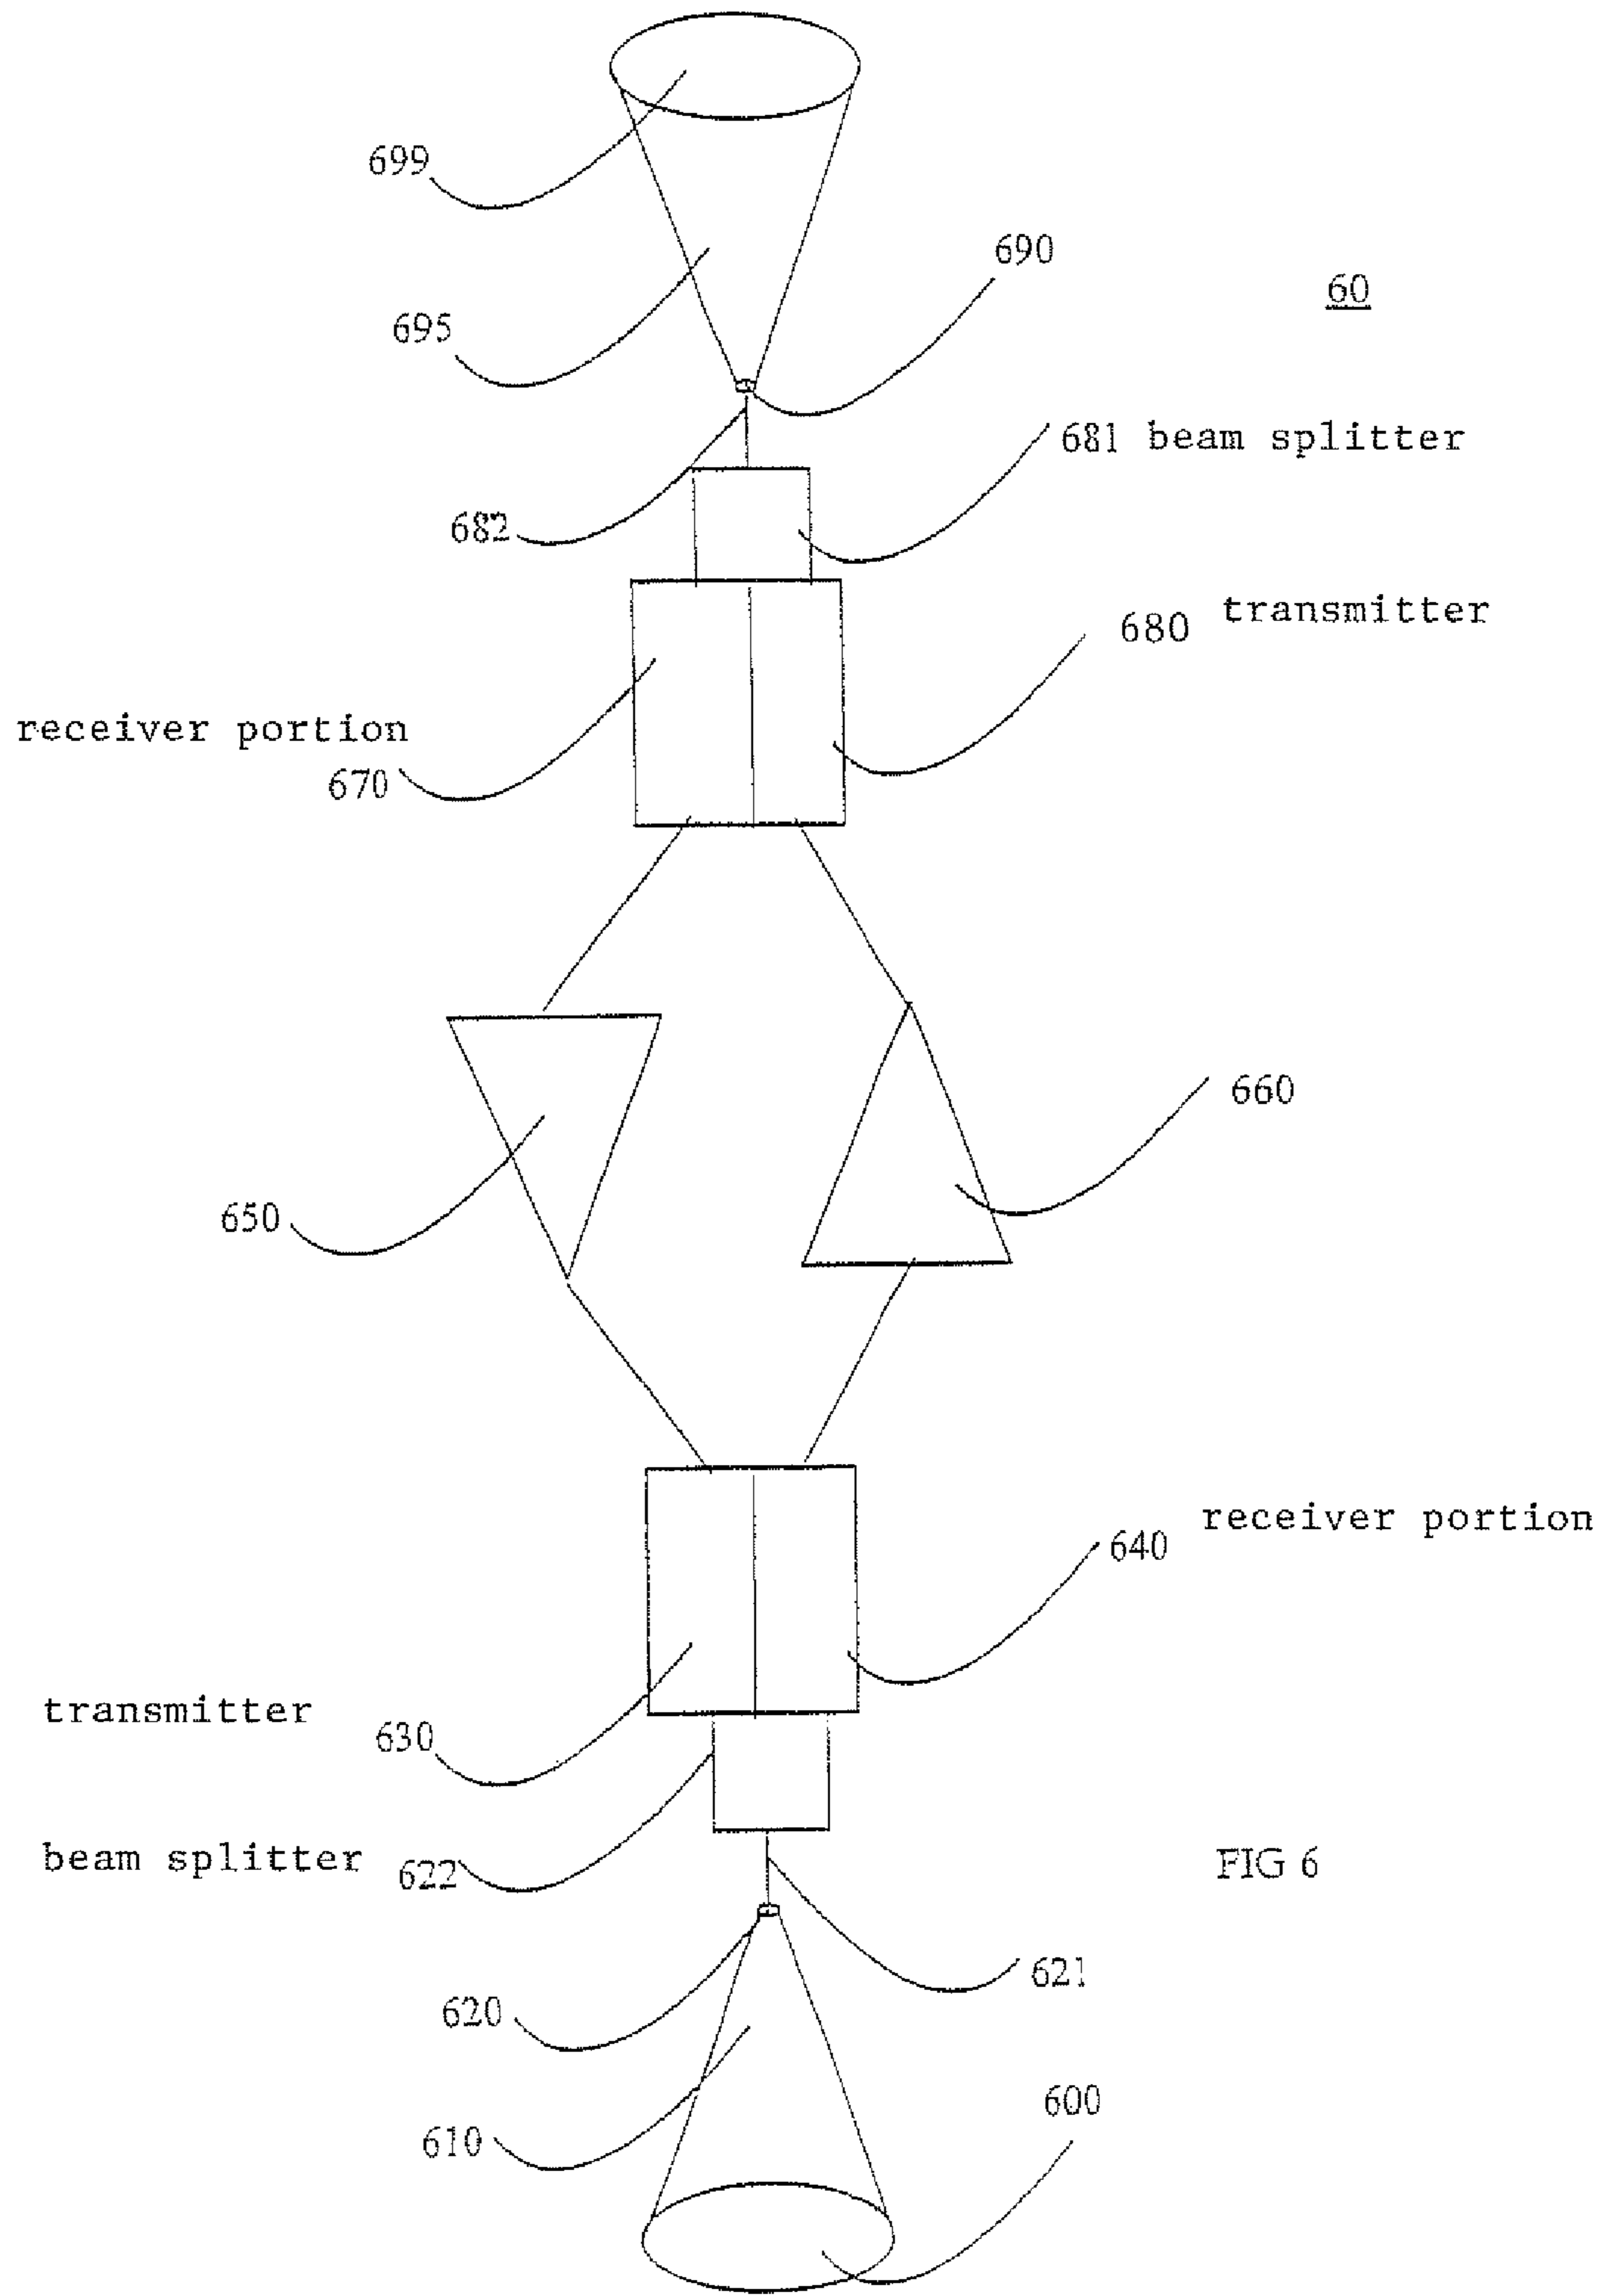 699
690
60
695
681 beam splitter
682
680 transmitter
receiver portion
670
660
650
receiver portion
640
transmitter
630
beam splitter 622
FIG 6
621
620
600
610